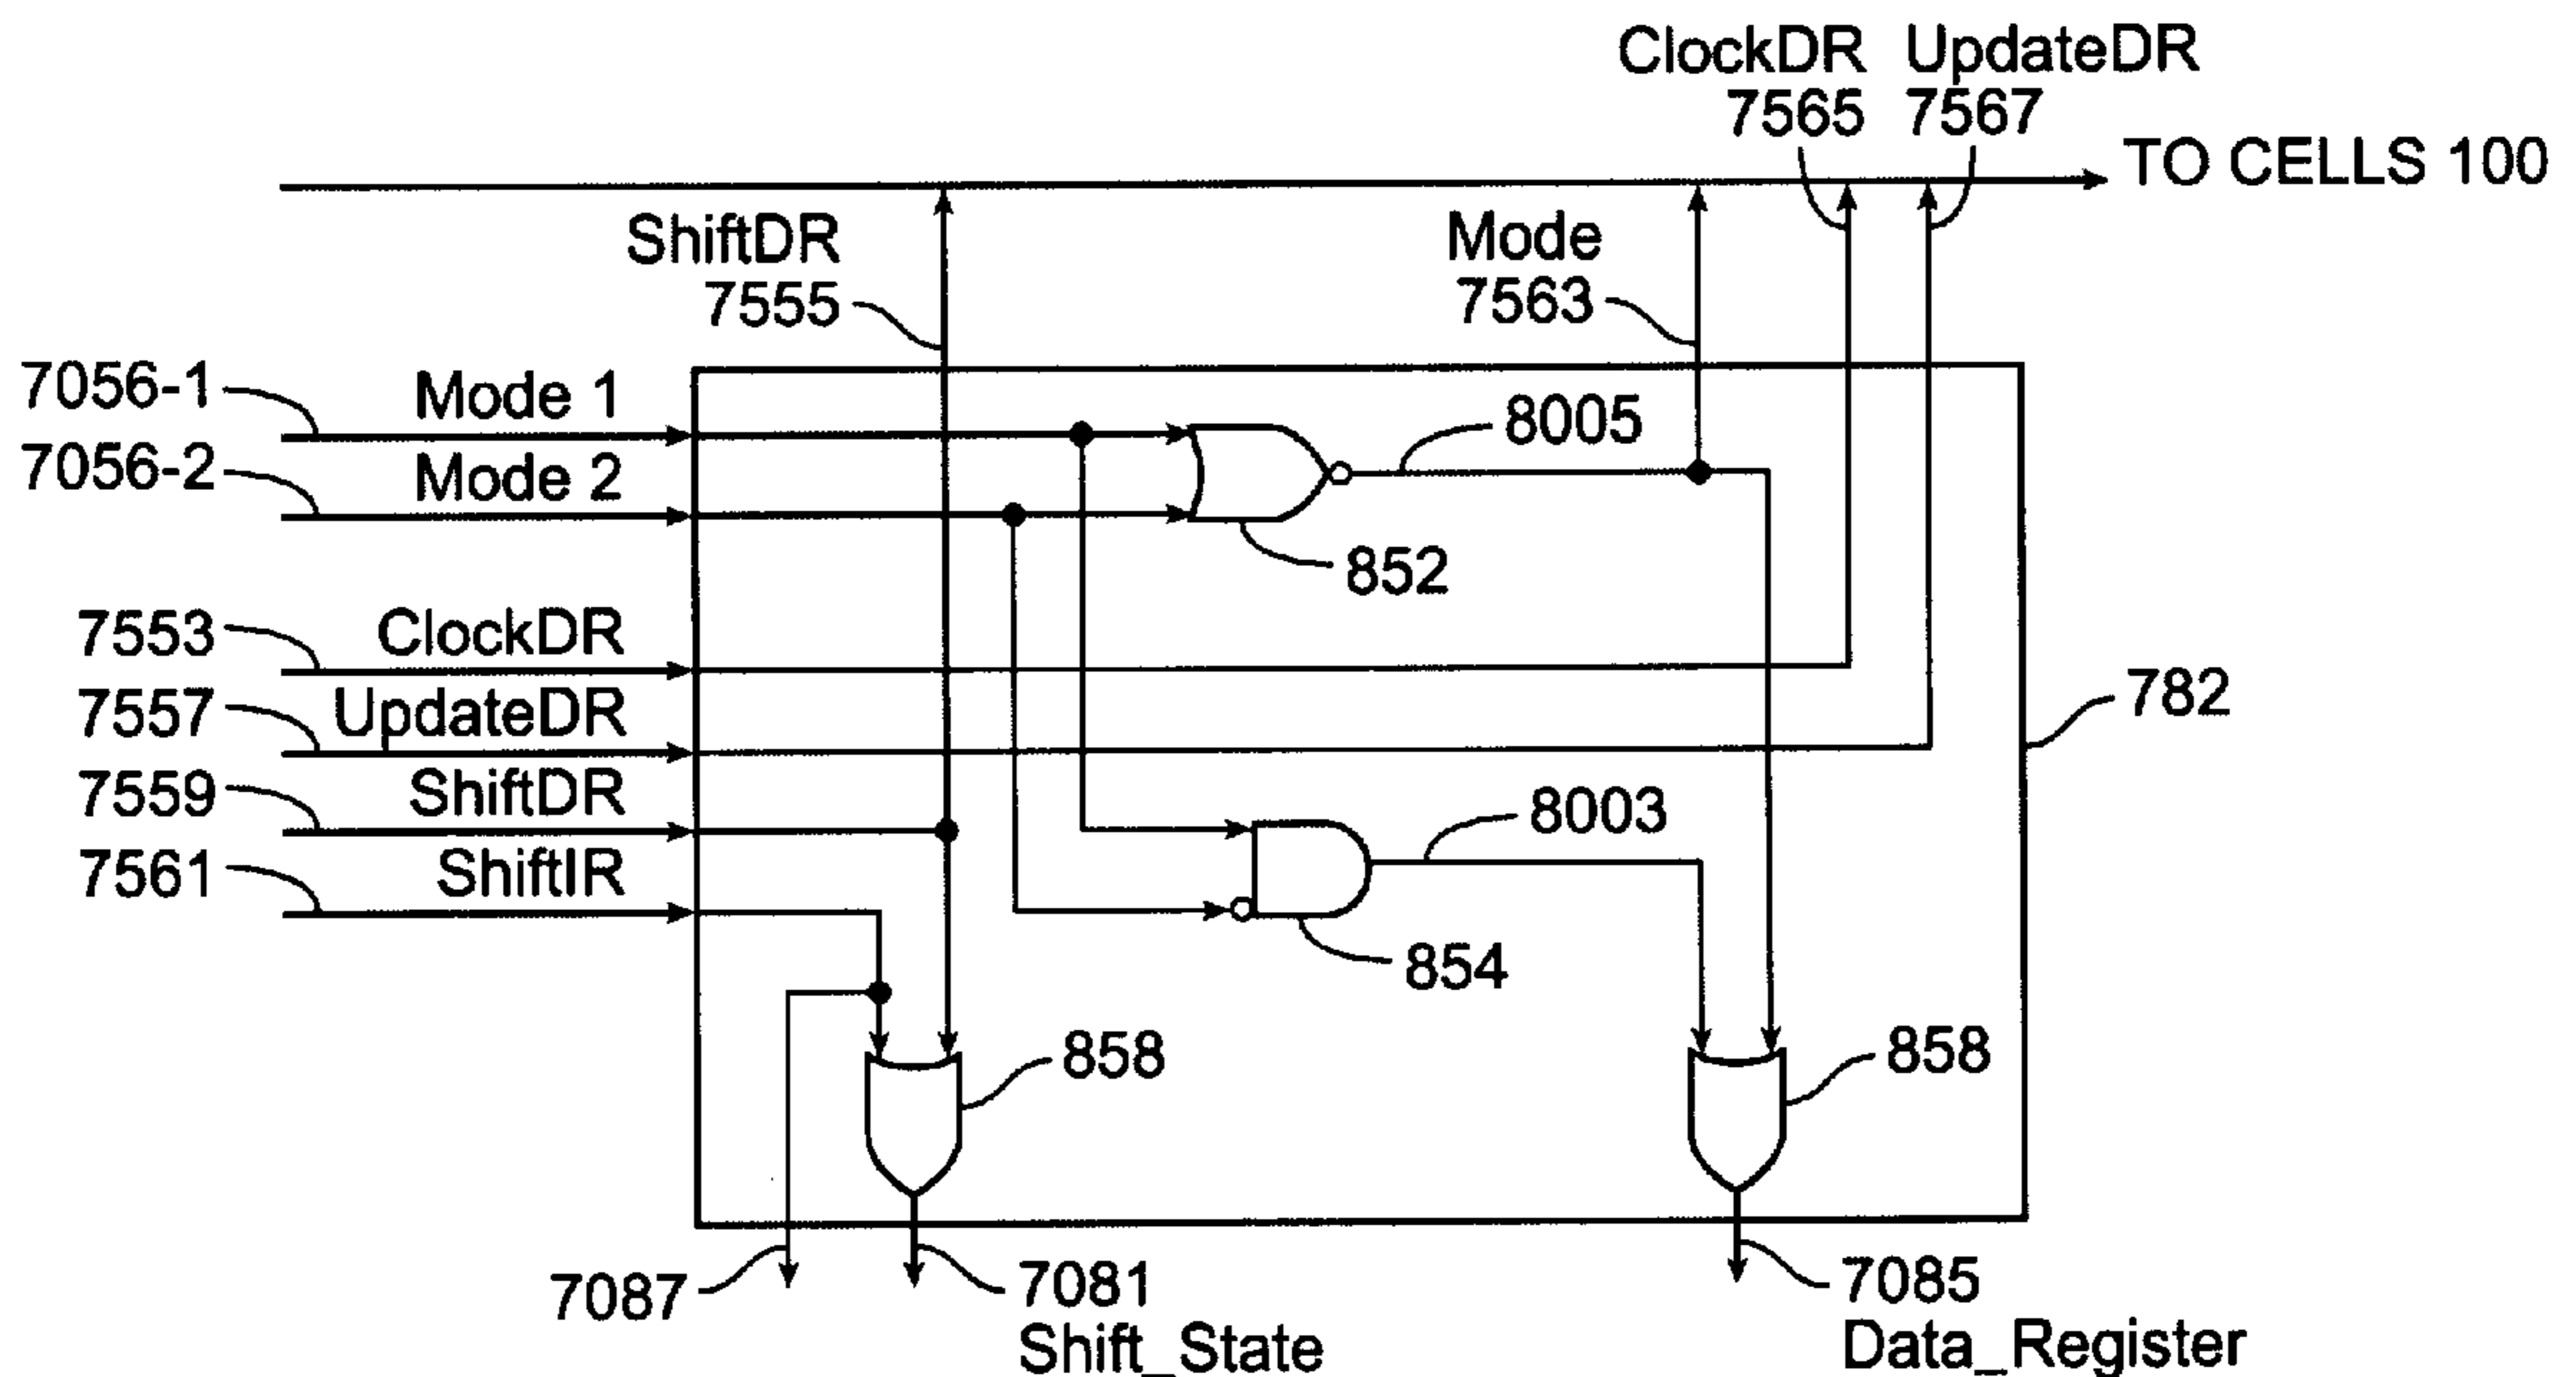 ClockDR UpdateDR
7565 7567
TO CELLS 100
ShiftDR
7555
Mode
7563
7056-1 Mode 1
7056-2 Mode 2
8005
852
7553 ClockDR
7557 UpdateDR
782
7559 ShiftDR
8003
7561 ShiftIR
854
858
858
7087
7081
Shift_State
7085
Data_Register